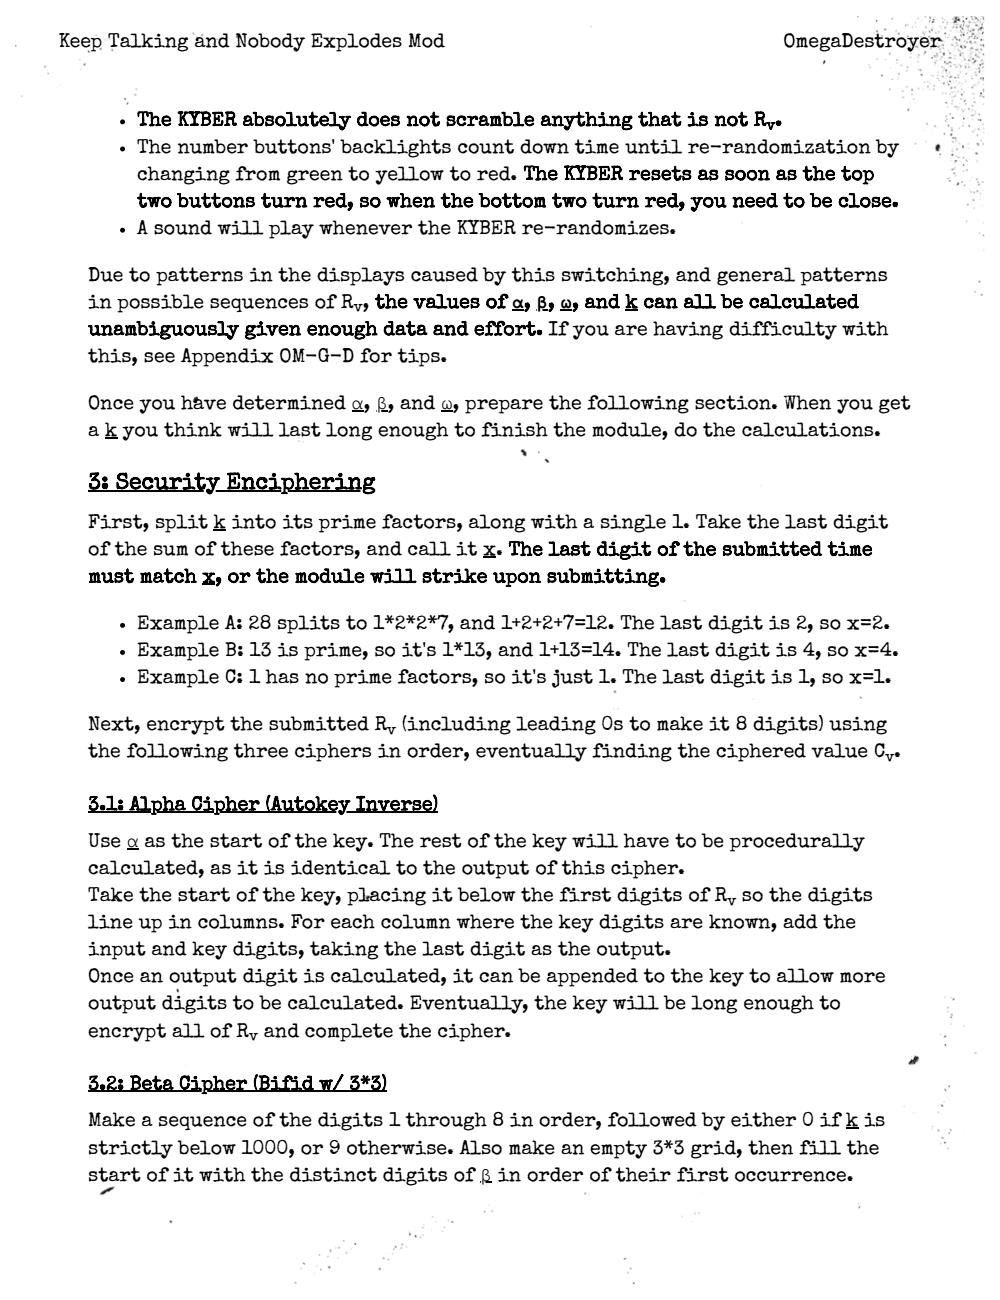 Keep Talking and Nobody Explodes Mod
OmegaDestroyer
• The KYBER absolutely does not scramble anything that is not Rᵥ.
• The number buttons' backlights count down time until re-randomization by
changing from green to yellow to red. The KYBER resets as soon as the top
two buttons turn red, so when the bottom two turn red, you need to be close.
• A sound will play whenever the KYBER re-randomizes.
Due to patterns in the displays caused by this switching, and general patterns
in possible sequences of Rᵥ, the values of α, β, ω, and k can all be calculated
unambiguously given enough data and effort. If you are having difficulty with
this, see Appendix OM-G-D for tips.
Once you have determined α, β, and ω, prepare the following section. When you get
a k you think will last long enough to finish the module, do the calculations.
3: Security Enciphering
First, split k into its prime factors, along with a single 1. Take the last digit
of the sum of these factors, and call it x. The last digit of the submitted time
must match x, or the module will strike upon submitting.
• Example A: 28 splits to 1*2*2*7, and 1+2+2+7=12. The last digit is 2, so x=2.
• Example B: 13 is prime, so it's 1*13, and 1+13=14. The last digit is 4, so x=4.
• Example C: 1 has no prime factors, so it's just 1. The last digit is 1, so x=1.
Next, encrypt the submitted Rᵥ (including leading 0s to make it 8 digits) using
the following three ciphers in order, eventually finding the ciphered value Cᵥ.
3.1: Alpha Cipher (Autokey Inverse)
Use α as the start of the key. The rest of the key will have to be procedurally
calculated, as it is identical to the output of this cipher.
Take the start of the key, placing it below the first digits of Rᵥ so the digits
line up in columns. For each column where the key digits are known, add the
input and key digits, taking the last digit as the output.
Once an output digit is calculated, it can be appended to the key to allow more
output digits to be calculated. Eventually, the key will be long enough to
encrypt all of Rᵥ and complete the cipher.
3.2: Beta Cipher (Bifid w/ 3*3)
Make a sequence of the digits 1 through 8 in order, followed by either 0 if k is
strictly below 1000, or 9 otherwise. Also make an empty 3*3 grid, then fill the
start of it with the distinct digits of β in order of their first occurrence.